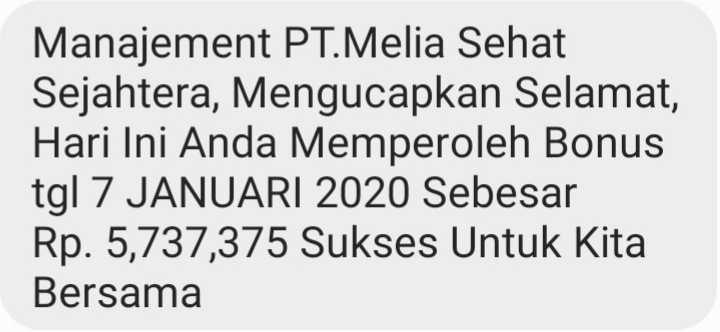 Manajement PT.Melia Sehat
Sejahtera, Mengucapkan Selamat,
Hari Ini Anda Memperoleh Bonus
tgl 7 JANUARI 2020 Sebesar
Rp. 5,737,375 Sukses Untuk Kita
Bersama